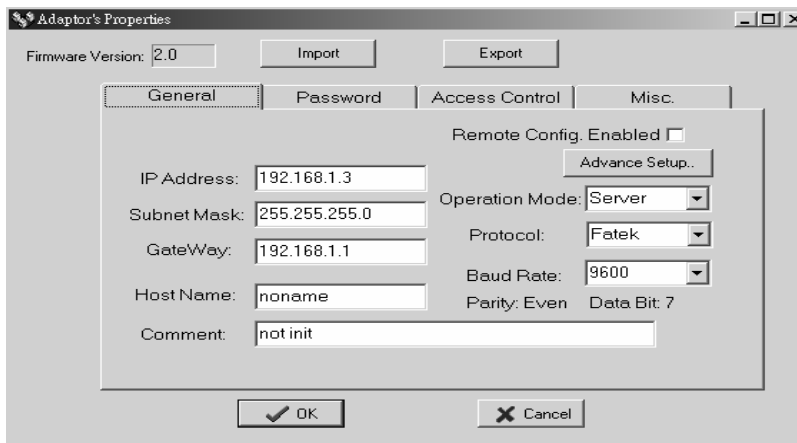 Adaptor's Properties
Firmware Version: 2.0
Import
Export
General
Password
Access Control
Misc.
Remote Config. Enabled
Advance Setup..
IP Address: 192.168.1.3
Subnet Mask: 255.255.255.0
GateWay: 192.168.1.1
Host Name: noname
Comment: not init
Operation Mode: Server
Protocol: Fatek
Baud Rate: 9600
Parity: Even Data Bit: 7
OK
Cancel